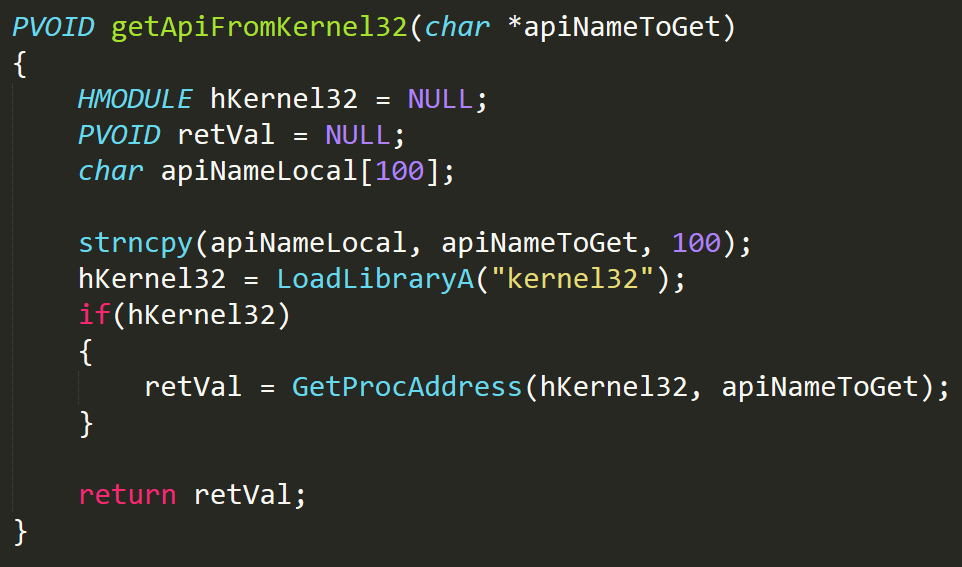 PVOID getApiFromKernel32(char *apiNameToGet)
{
    HMODULE hKernel32 = NULL;
    PVOID retVal = NULL;
    char apiNameLocal[100];

    strncpy(apiNameLocal, apiNameToGet, 100);
    hKernel32 = LoadLibraryA("kernel32");
    if(hKernel32)
    {
        retVal = GetProcAddress(hKernel32, apiNameToGet);
    }

    return retVal;
}